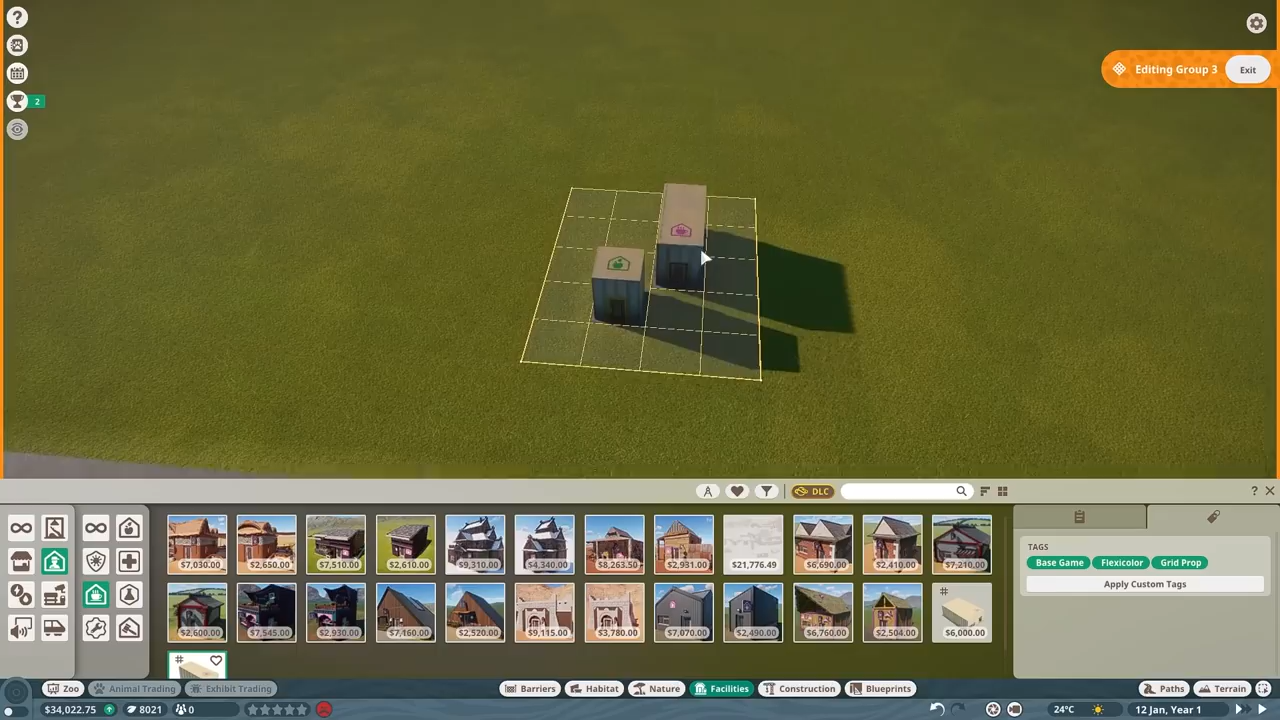 ?
2
Editing Group 3 Exit
DLC
? ×
$7,030.00 $2,650.00 $7,510.00 $2,610.00 $9,310.00 $4,340.00 $8,263.50 $2,931.00 $21,776.49 $6,690.00 $2,410.00 $7,210.00
$2,600.00 $7,545.00 $2,930.00 $7,160.00 $2,520.00 $9,115.00 $3,780.00 $7,070.00 $2,490.00 $6,760.00 $2,504.00 # $6,000.00
#
TAGS
Base Game Flexicolor Grid Prop
Apply Custom Tags
Zoo Animal Trading Exhibit Trading Barriers Habitat Nature Facilities Construction Blueprints Paths Terrain
$34,022.75 8021 0 24°C 12 Jan, Year 1